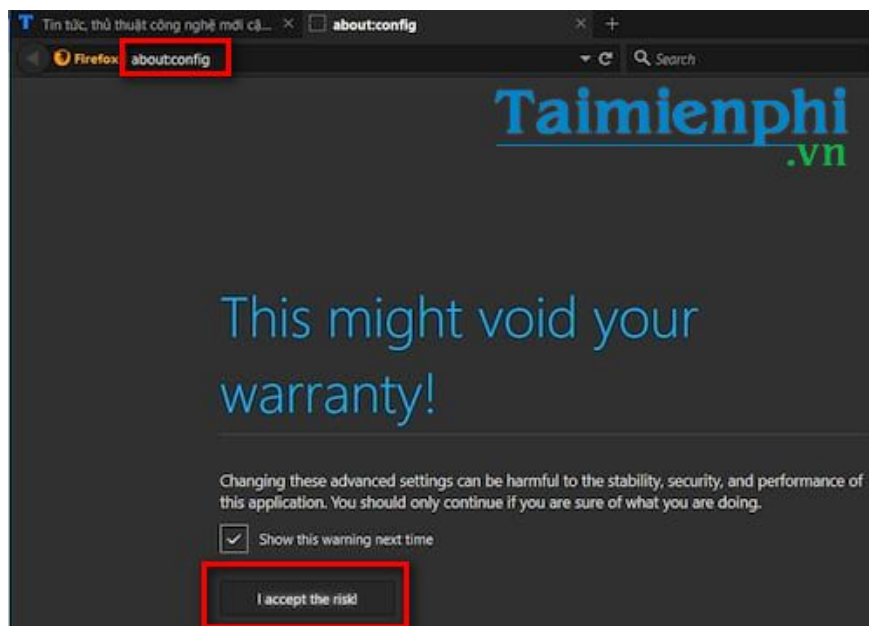 T Tin tức, thủ thuật công nghệ mới cậ... about:config
Firefox about:config Search
Taimienphi
.vn
This might void your
warranty!
Changing these advanced settings can be harmful to the stability, security, and performance of
this application. You should only continue if you are sure of what you are doing.
Show this warning next time
I accept the risk!